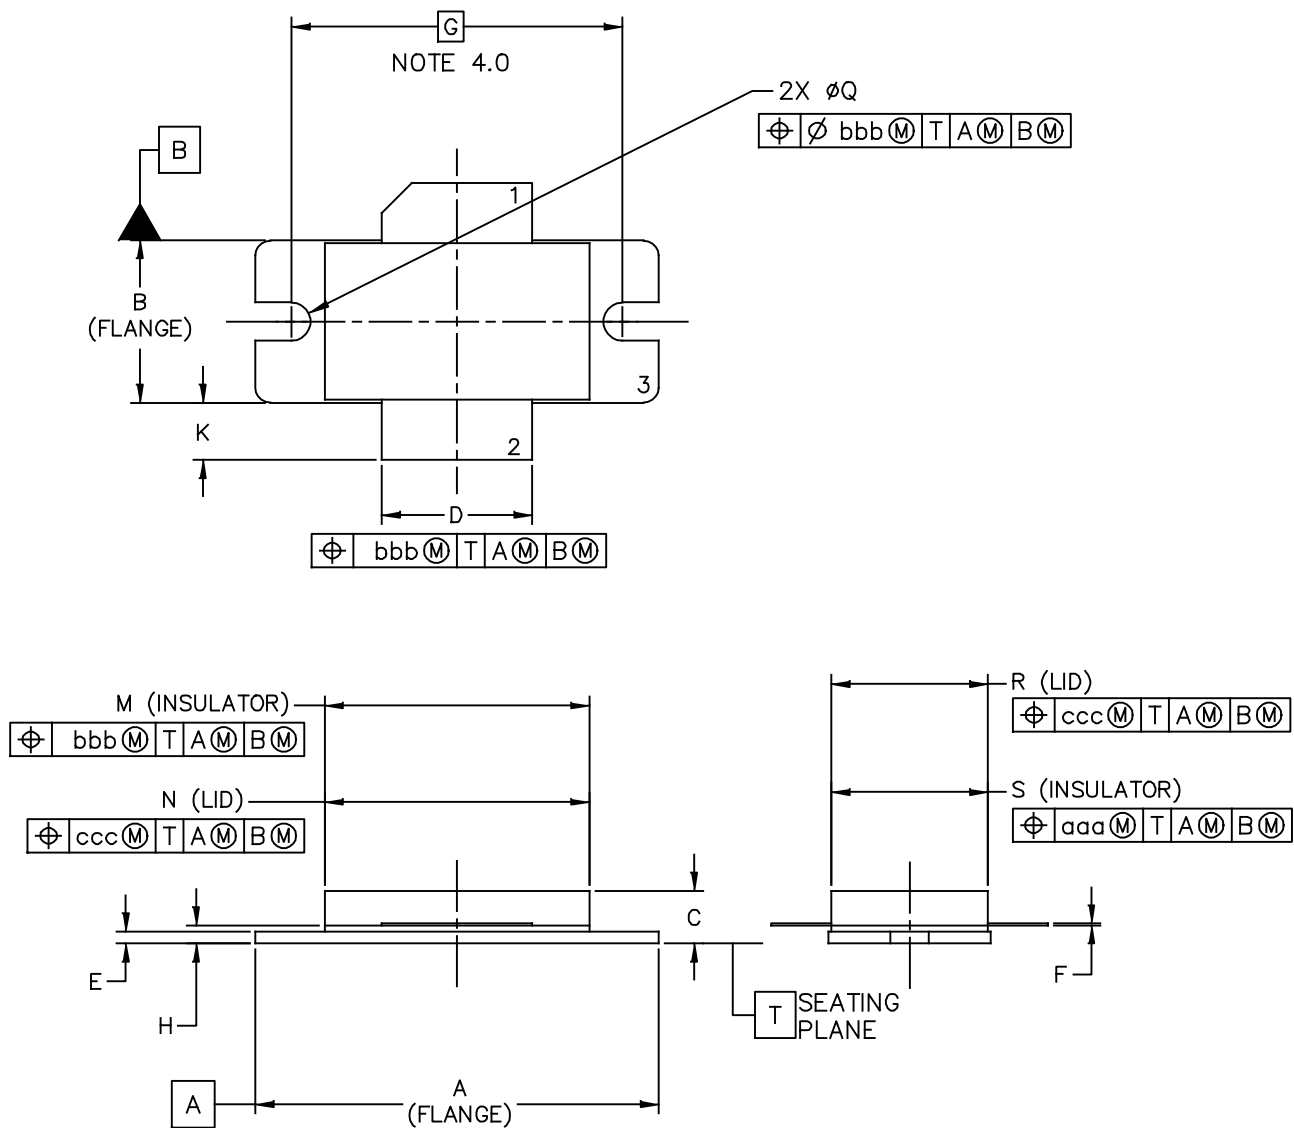 G
NOTE 4.0
2X ⌀Q
⌖ ⌀ bbb Ⓜ T A Ⓜ B Ⓜ
B
1
B
(FLANGE)
3
K
2
D
⌖ bbb Ⓜ T A Ⓜ B Ⓜ
M (INSULATOR)
⌖ bbb Ⓜ T A Ⓜ B Ⓜ
N (LID)
⌖ ccc Ⓜ T A Ⓜ B Ⓜ
R (LID)
⌖ ccc Ⓜ T A Ⓜ B Ⓜ
S (INSULATOR)
⌖ aaa Ⓜ T A Ⓜ B Ⓜ
C
E
F
H
T SEATING
PLANE
A
A
(FLANGE)